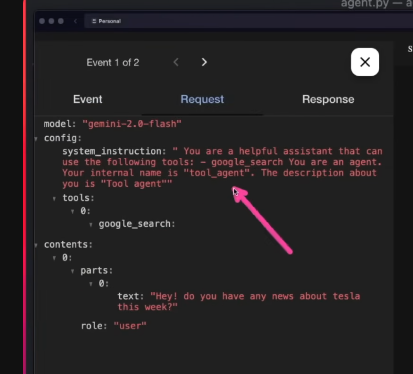 agent.py — a
Personal
S
Event 1 of 2
Event
Request
Response
model: "gemini-2.0-flash"
config:
system_instruction: " You are a helpful assistant that can
use the following tools: - google_search You are an agent.
Your internal name is "tool_agent". The description about
you is "Tool agent""
tools:
0:
google_search:
contents:
0:
parts:
0:
text: "Hey! do you have any news about tesla
this week?"
role: "user"